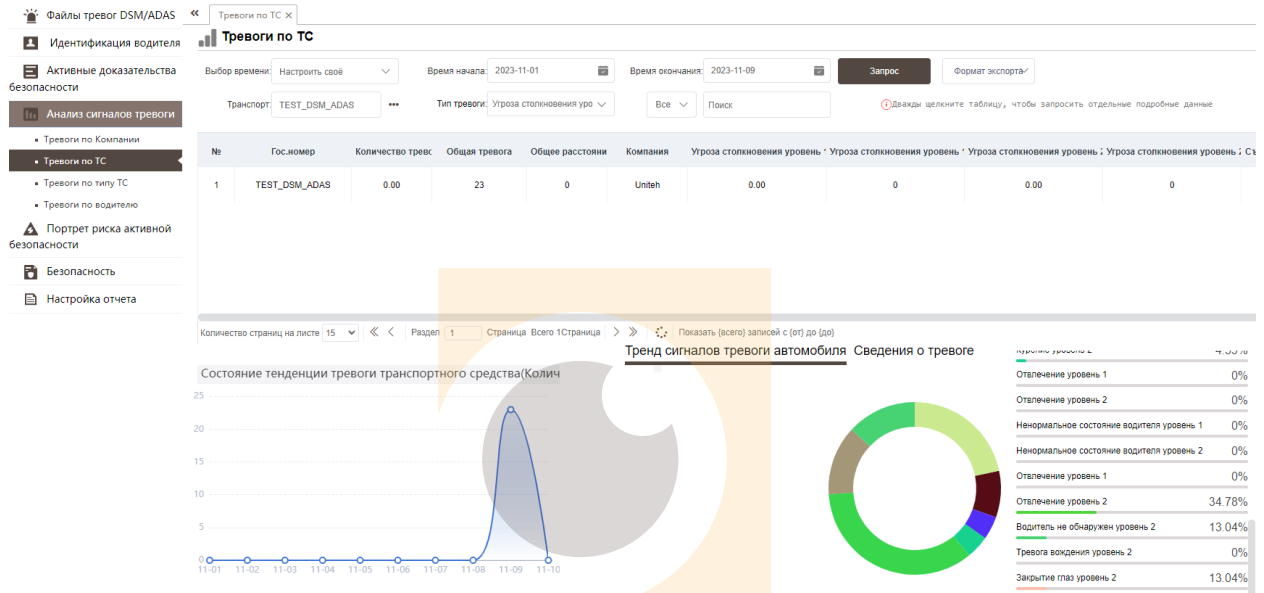 Файлы тревог DSM/ADAS
Идентификация водителя
Активные доказательства
безопасности
Анализ сигналов тревоги
Тревоги по Компании
Тревоги по ТС
Тревоги по типу ТС
Тревоги по водителю
Портрет риска активной
безопасности
Безопасность
Настройка отчета
Тревоги по ТС
Тревоги по ТС
Выбор времени: Настроить своё Время начала: 2023-11-01 Время окончания: 2023-11-09 Запрос Формат экспорта
Транспорт: TEST_DSM_ADAS ••• Тип тревоги: Угроза столкновения уро Все Поиск Дважды щелкните таблицу, чтобы запросить отдельные подробные данные
№ Гос.номер Количество тревс Общая тревога Общее расстояни Компания Угроза столкновения уровень Угроза столкновения уровень Угроза столкновения уровень Угроза столкновения уровень
1 TEST_DSM_ADAS 0.00 23 0 Uniteh 0.00 0 0.00 0
Количество страниц на листе 15 Раздел 1 Страница Всего 1Страница Показать {всего} записей с {от} до {до}
Тренд сигналов тревоги автомобиля Сведения о тревоге
Состояние тенденции тревоги транспортного средства(Колич
25
20
15
10
5
0
11-01 11-02 11-03 11-04 11-05 11-06 11-07 11-08 11-09 11-10
Отвлечение уровень 1 0%
Отвлечение уровень 2 0%
Ненормальное состояние водителя уровень 1 0%
Ненормальное состояние водителя уровень 2 0%
Отвлечение уровень 1 0%
Отвлечение уровень 2 34.78%
Водитель не обнаружен уровень 2 13.04%
Тревога вождения уровень 2 0%
Закрытие глаз уровень 2 13.04%